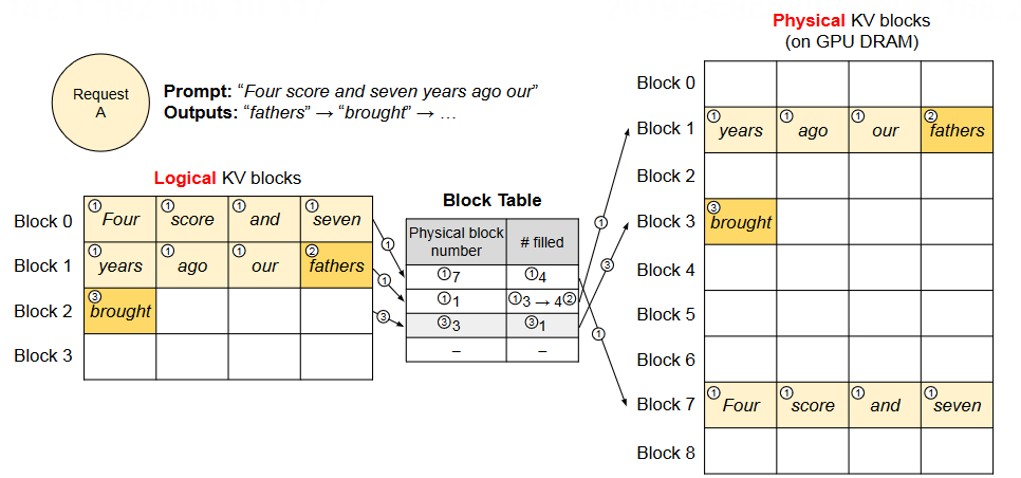 Physical KV blocks
(on GPU DRAM)
Request
A
Prompt: “Four score and seven years ago our”
Outputs: “fathers” → “brought” → …
Logical KV blocks
Block 0 ① Four ① score ① and ① seven
Block 1 ① years ① ago ① our ② fathers
Block 2 ③ brought
Block 3
① ① ③
Block Table
Physical block number # filled
①7 ①4
①1 ①3 → 4②
③3 ③1
– –
① ③ ①
Block 0
Block 1 ① years ① ago ① our ② fathers
Block 2
Block 3 ③ brought
Block 4
Block 5
Block 6
Block 7 ① Four ① score ① and ① seven
Block 8